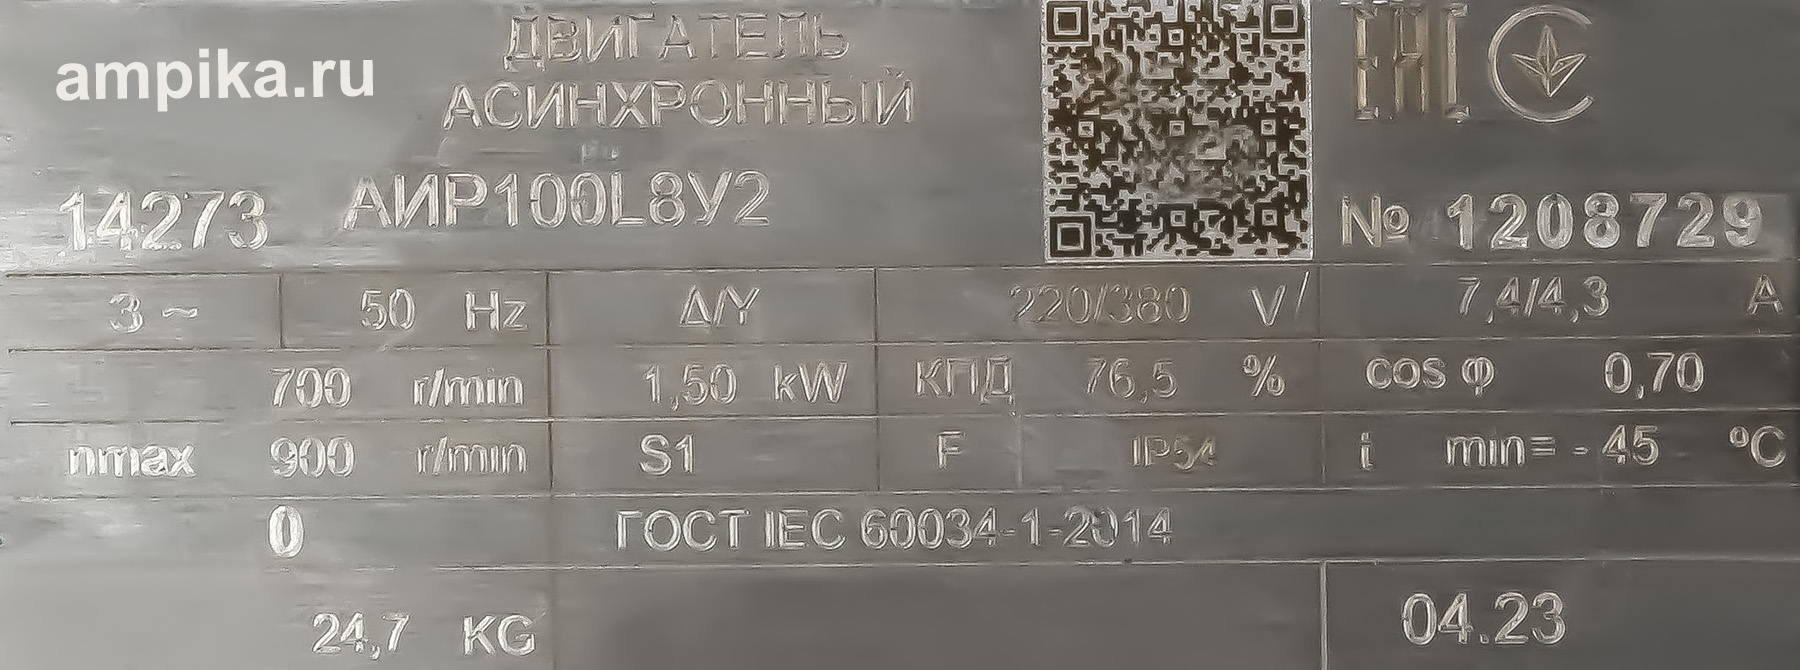 ampika.ru
ДВИГАТЕЛЬ
АСИНХРОННЫЙ
EAC
14273 АИР100L8У2 № 1208729
3 ~ 50 Hz Δ/Y 220/380 V 7,4/4,3 A
700 r/min 1,50 kW КПД 76,5 % cos φ 0,70
nmax 900 r/min S1 F IP54 i min= - 45 ºC
0 ГОСТ IEC 60034-1-2014
24,7 KG 04.23